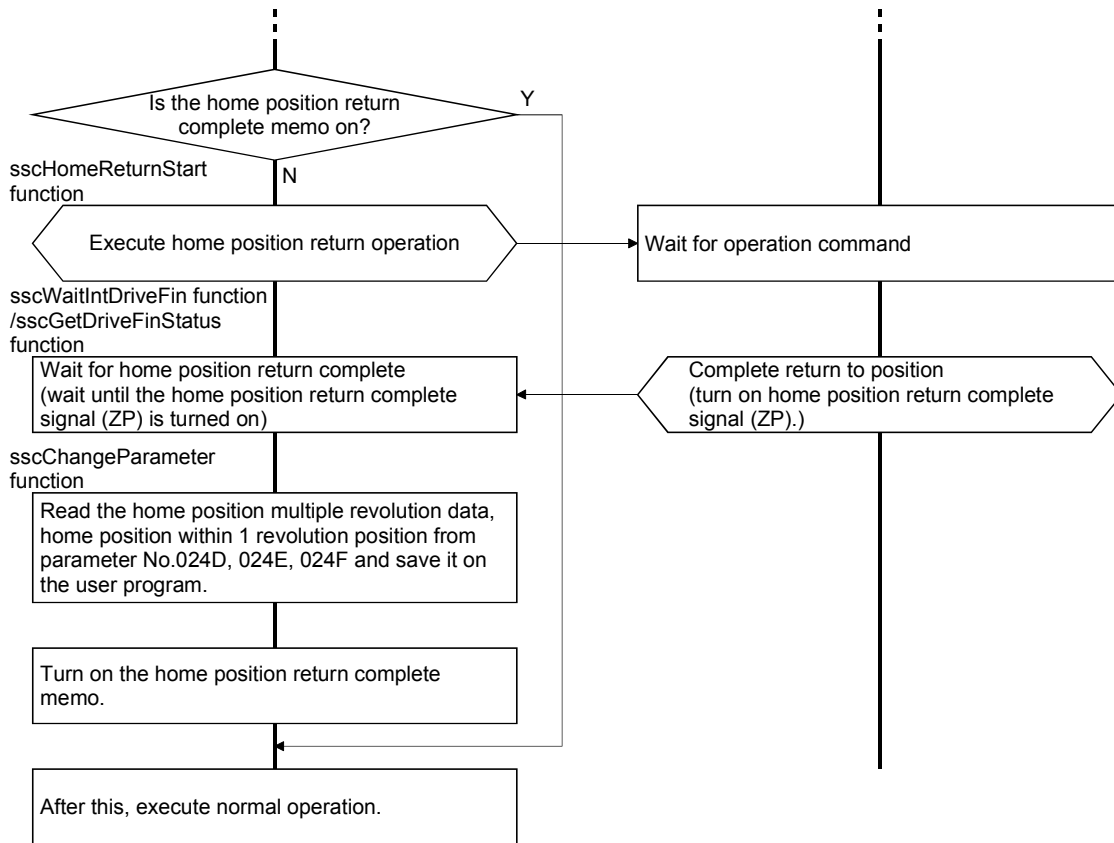 Is the home position return
complete memo on?
Y
N
sscHomeReturnStart
function
Execute home position return operation
Wait for operation command
sscWaitIntDriveFin function
/sscGetDriveFinStatus
function
Wait for home position return complete
(wait until the home position return complete
signal (ZP) is turned on)
Complete return to position
(turn on home position return complete
signal (ZP).)
sscChangeParameter
function
Read the home position multiple revolution data,
home position within 1 revolution position from
parameter No.024D, 024E, 024F and save it on
the user program.
Turn on the home position return complete
memo.
After this, execute normal operation.